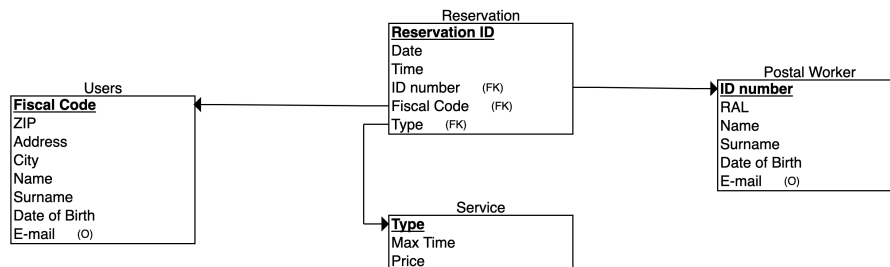 Reservation
Reservation ID
Date
Time
ID number (FK)
Fiscal Code (FK)
Type (FK)
Users
Fiscal Code
ZIP
Address
City
Name
Surname
Date of Birth
E-mail (O)
Postal Worker
ID number
RAL
Name
Surname
Date of Birth
E-mail (O)
Service
Type
Max Time
Price